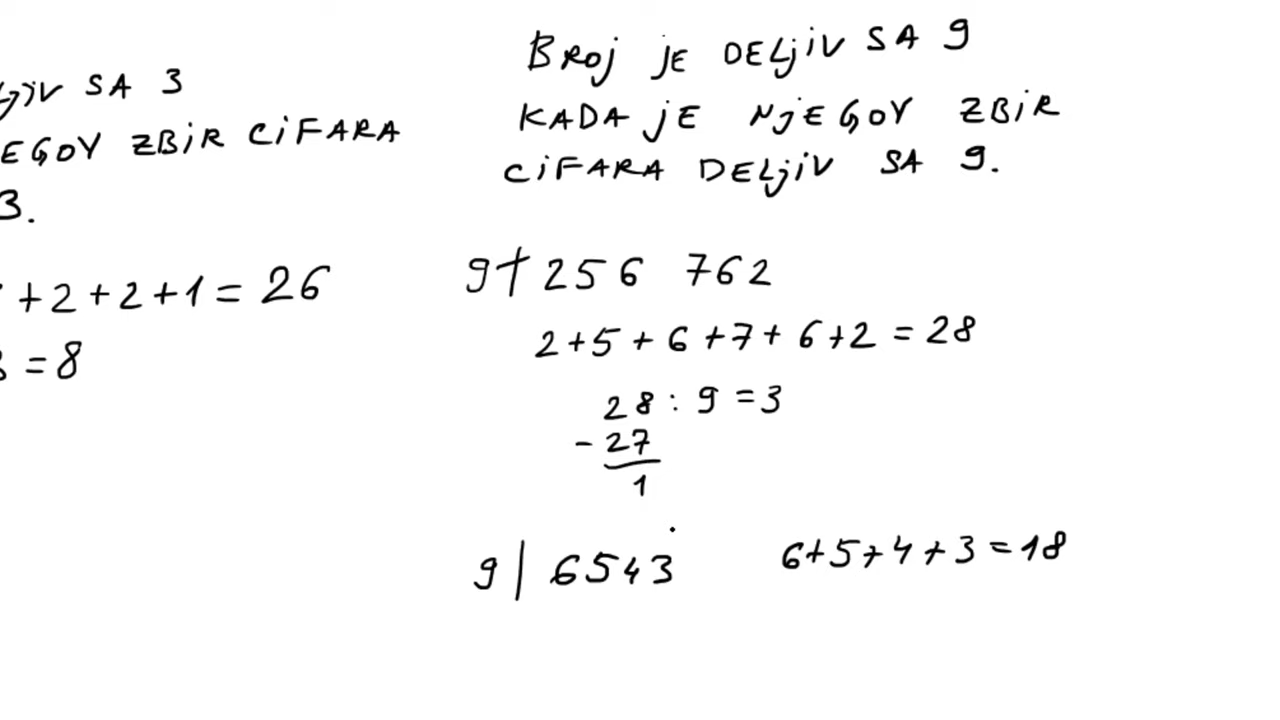 SA 3
ZBIR CIFARA
3.
+2+2+1=26
=8
BROJ JE DELJIV SA 9
KADA JE NJEGOV ZBIR
CIFARA DELJIV SA 9.
9∤256 762
2+5+6+7+6+2=28
28:9=3
-27
1
9|6543
6+5+4+3=18